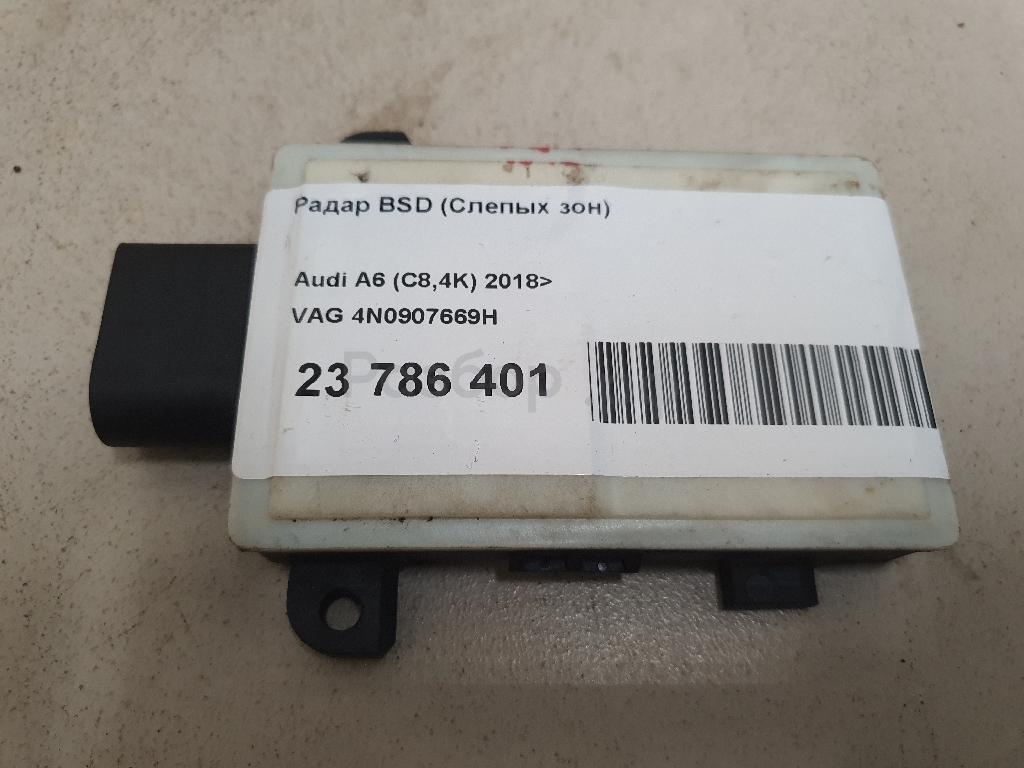 Радар BSD (Слепых зон)
Audi A6 (C8,4K) 2018>
VAG 4N0907669H
23 786 401